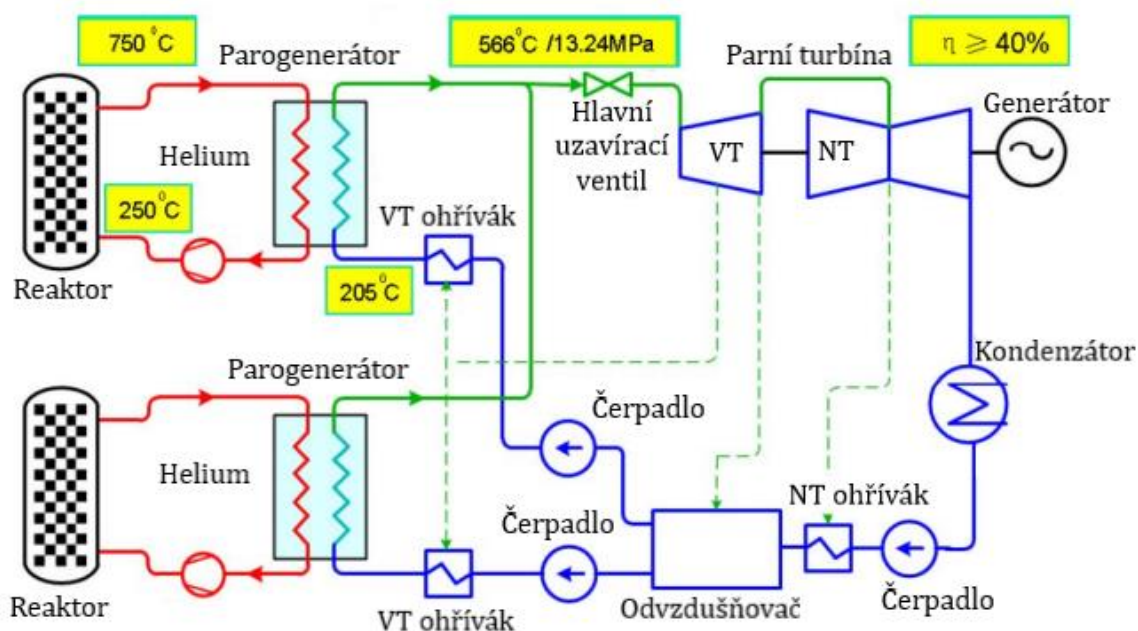 750 °C
Parogenerátor
566°C /13.24MPa
Parní turbína
η ⩾ 40%
Generátor
Hlavní
uzavírací
ventil
Helium
VT
NT
250 °C
VT ohřívák
Reaktor
205 °C
Parogenerátor
Kondenzátor
Čerpadlo
Helium
NT ohřívák
Čerpadlo
Reaktor
VT ohřívák
Odvzdušňovač
Čerpadlo